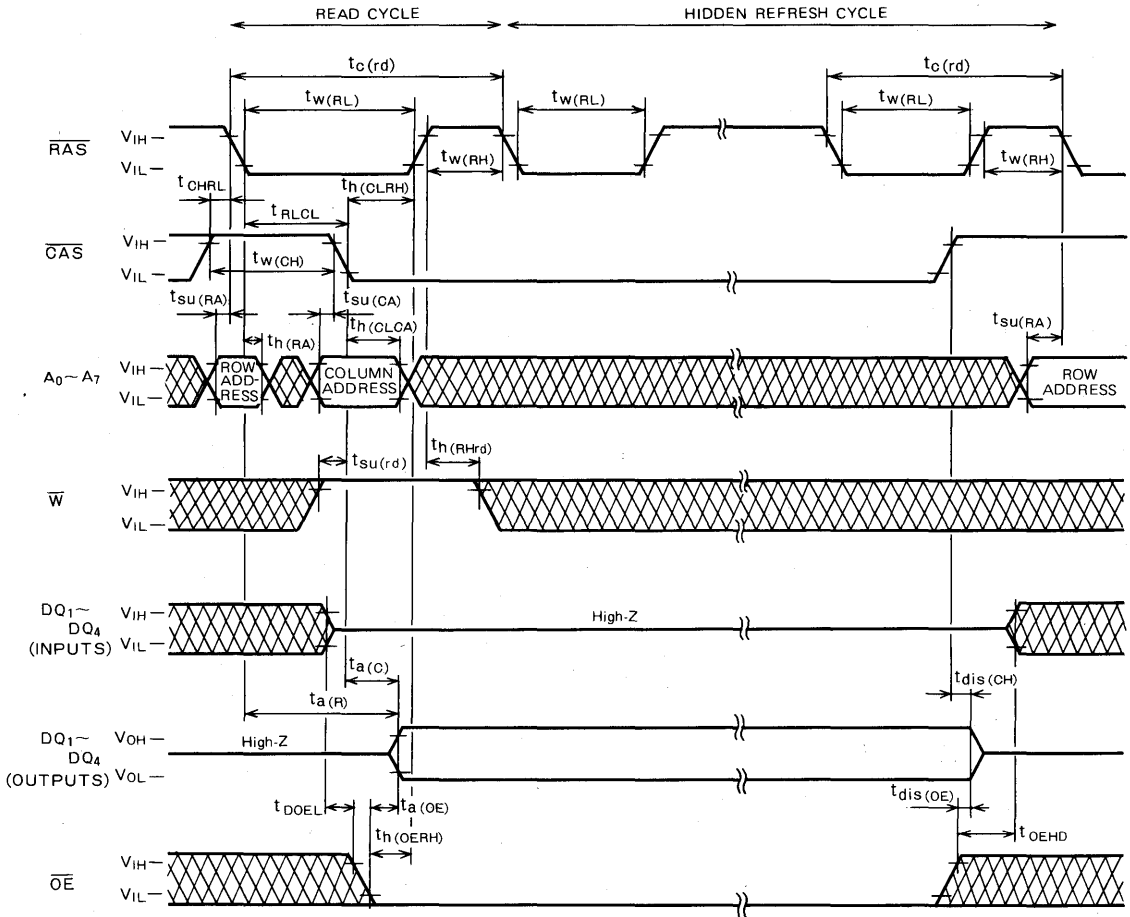 READ CYCLE
HIDDEN REFRESH CYCLE
tc(rd)
tc(rd)
tw(RL)
tw(RL)
tw(RL)
RAS
VIH
VIL
tw(RH)
tw(RH)
tCHRL
th(CLRH)
tRLCL
CAS
VIH
VIL
tw(CH)
tsu(RA)
tsu(CA)
th(RA)
th(CLCA)
tsu(RA)
A0~A7
VIH
VIL
ROW
ADD-
RESS
COLUMN
ADDRESS
ROW
ADDRESS
tsu(rd)
th(RHrd)
W
VIH
VIL
DQ1~
DQ4
(INPUTS)
VIH
VIL
High-Z
ta(C)
tdis(CH)
ta(R)
DQ1~
DQ4
(OUTPUTS)
VOH
VOL
High-Z
tDOEL
ta(OE)
tdis(OE)
th(OERH)
tOEHD
OE
VIH
VIL